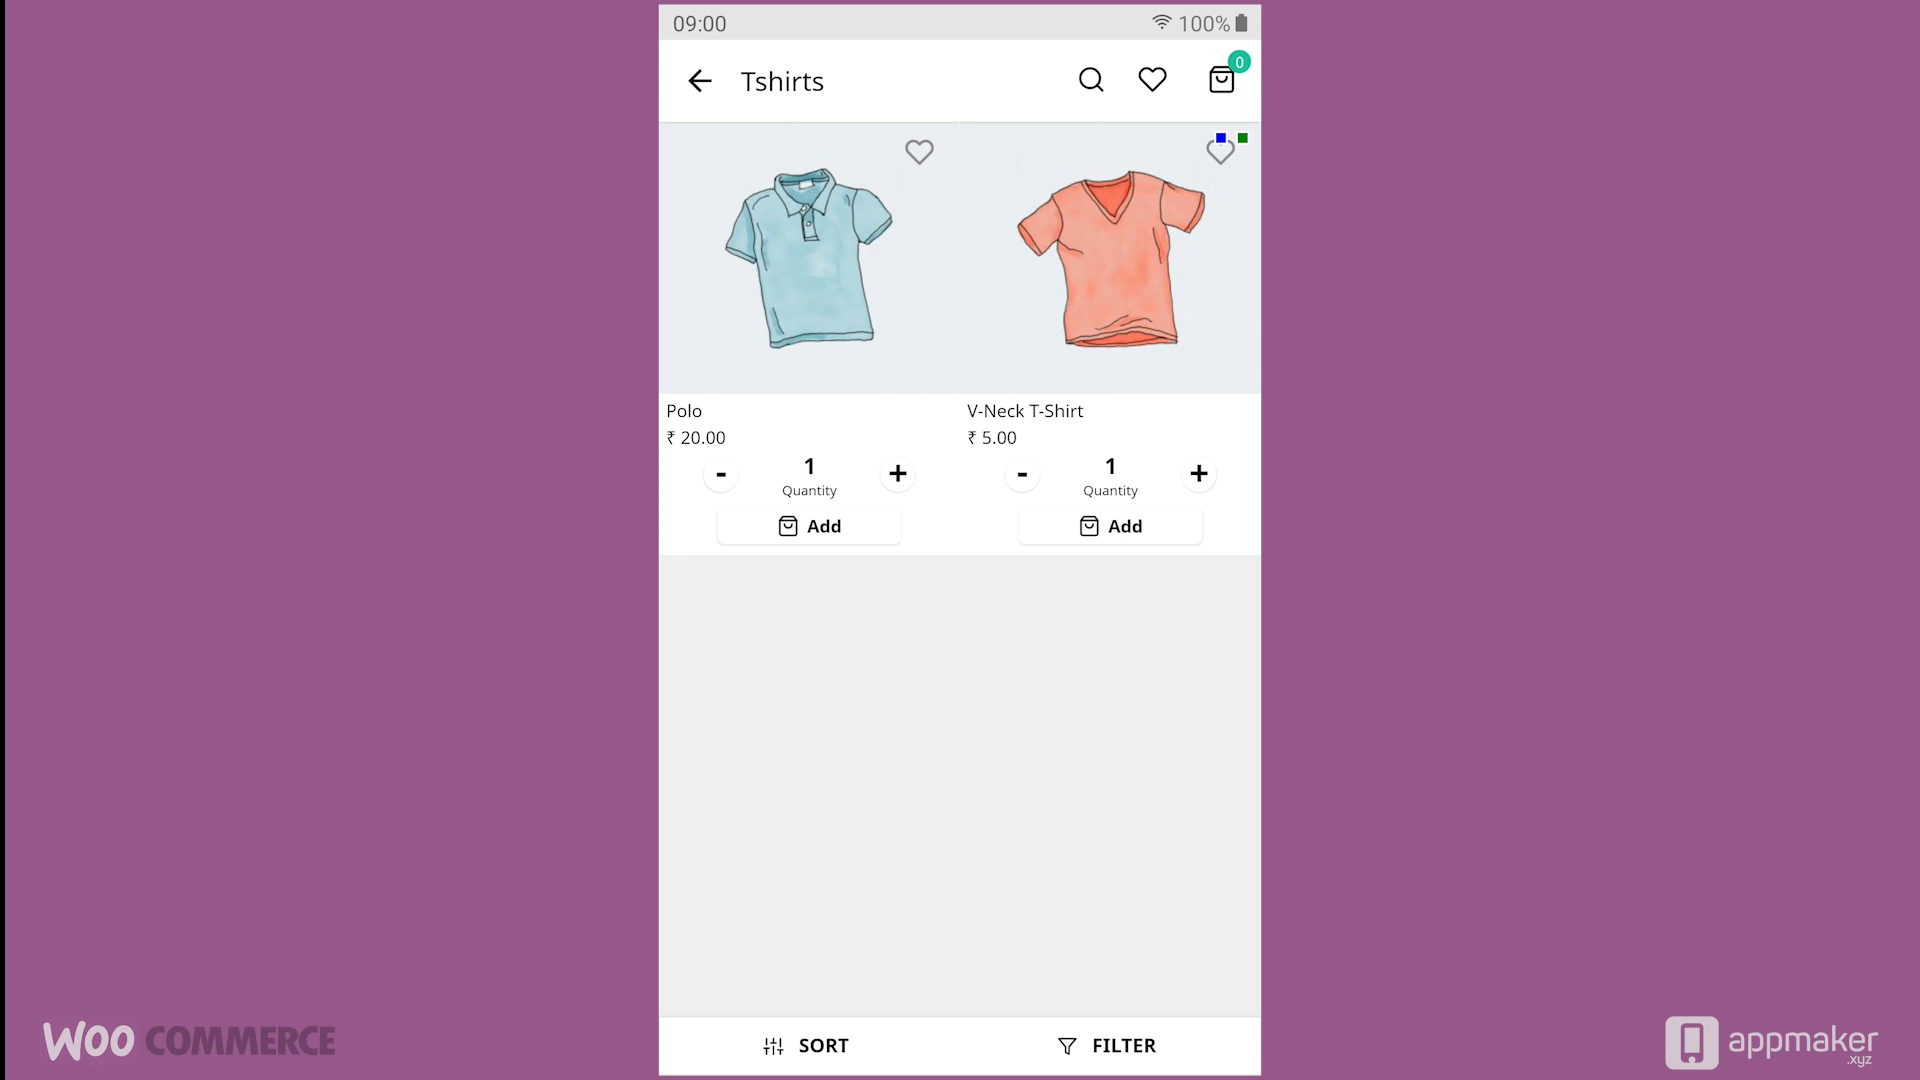 09:00 100%
0
Tshirts
Polo V-Neck T-Shirt
₹ 20.00 ₹ 5.00
- 1 + - 1 +
Quantity Quantity
Add Add
SORT FILTER
WOO COMMERCE
appmaker
.xyz